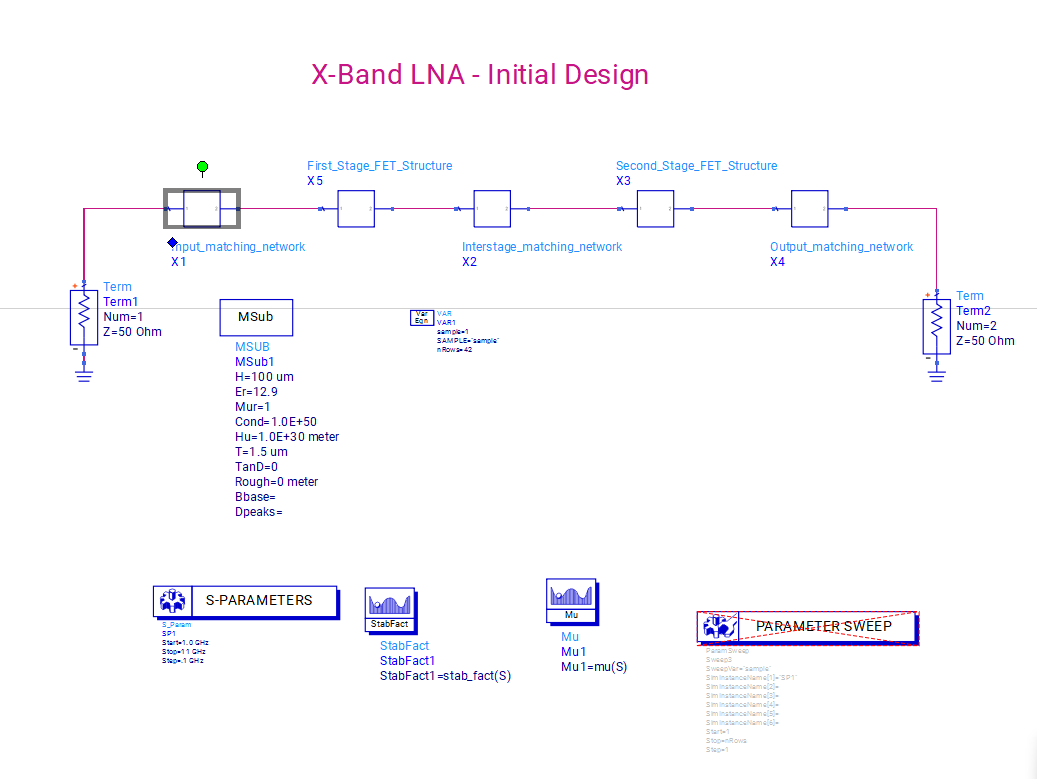 X-Band LNA - Initial Design
First_Stage_FET_Structure
X5
Second_Stage_FET_Structure
X3
Input_matching_network
X1
Interstage_matching_network
X2
Output_matching_network
X4
Term
Term1
Num=1
Z=50 Ohm
MSub
MSUB
MSub1
H=100 um
Er=12.9
Mur=1
Cond=1.0E+50
Hu=1.0E+30 meter
T=1.5 um
TanD=0
Rough=0 meter
Bbase=
Dpeaks=
Var
Eqn
VAR
VAR1
sample=1
SAMPLE="sample"
nRows=42
Term
Term2
Num=2
Z=50 Ohm
S-PARAMETERS
S_Param
SP1
Start=1.0 GHz
Stop=11 GHz
Step=.1 GHz
StabFact
StabFact
StabFact1
StabFact1=stab_fact(S)
Mu
Mu
Mu1
Mu1=mu(S)
PARAMETER SWEEP
ParamSweep
Sweep3
SweepVar="sample"
SimInstanceName[1]="SP1"
SimInstanceName[2]=
SimInstanceName[3]=
SimInstanceName[4]=
SimInstanceName[5]=
SimInstanceName[6]=
Start=1
Stop=nRows
Step=1